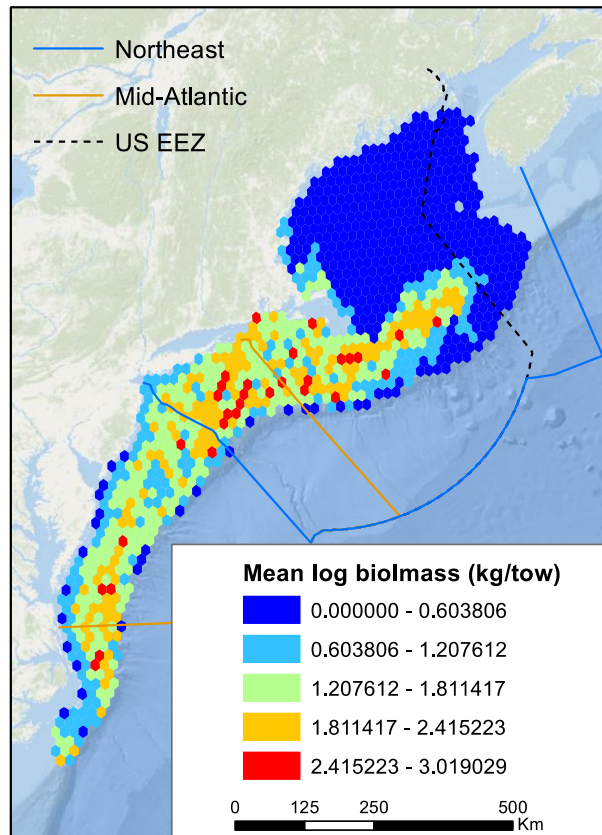 Northeast
Mid-Atlantic
US EEZ
Mean log biolmass (kg/tow)
0.000000 - 0.603806
0.603806 - 1.207612
1.207612 - 1.811417
1.811417 - 2.415223
2.415223 - 3.019029
0 125 250 500
Km